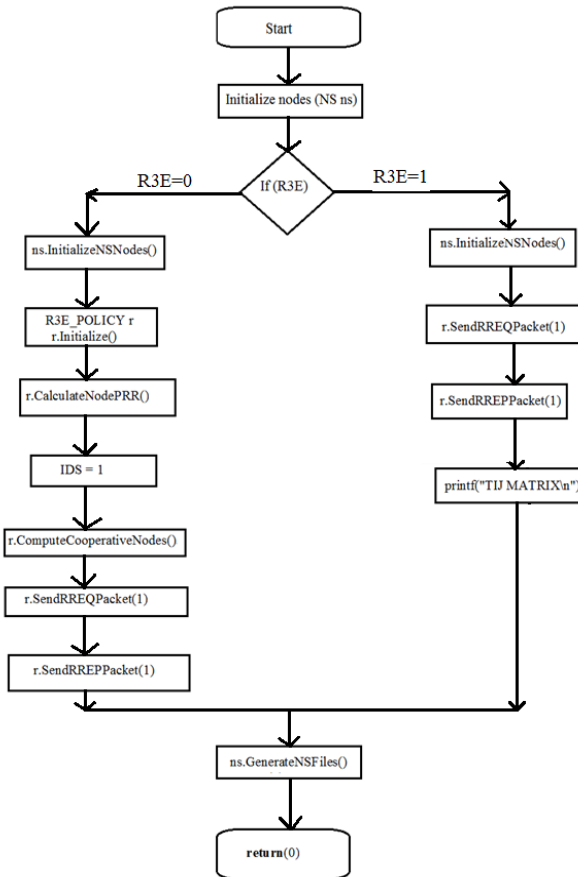 Start
Initialize nodes (NS ns)
If (R3E)
R3E=0
R3E=1
ns.InitializeNSNodes()
R3E_POLICY r
r.Initialize()
r.CalculateNodePRR()
IDS = 1
r.ComputeCooperativeNodes()
r.SendRREQPacket(1)
r.SendRREPPacket(1)
ns.InitializeNSNodes()
r.SendRREQPacket(1)
r.SendRREPPacket(1)
printf("TIJ MATRIX\n")
ns.GenerateNSFiles()
return(0)